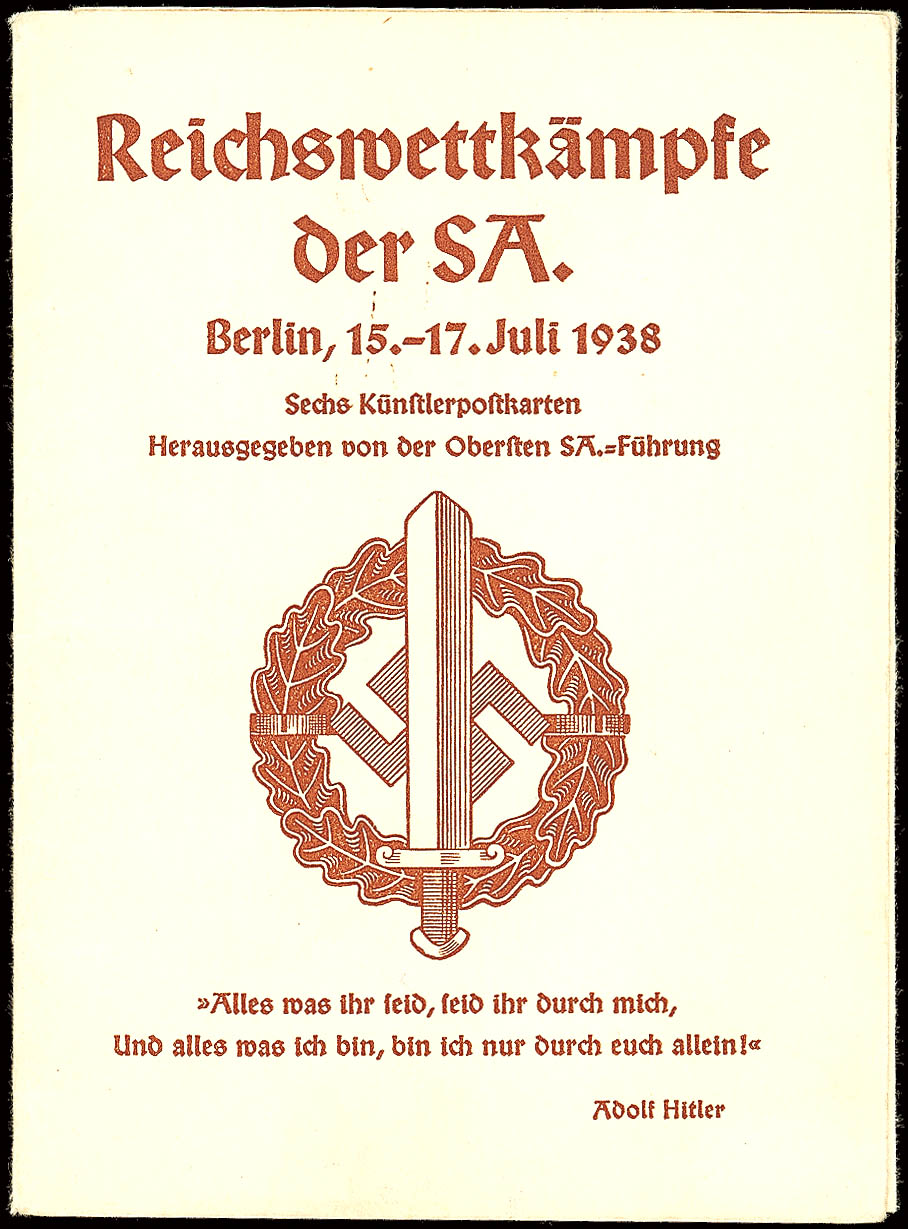 Reichswettkämpfe
der SA.
Berlin, 15.–17. Juli 1938
Sechs Künstlerpostkarten
Herausgegeben von der Obersten SA.=Führung
»Alles was ihr seid, seid ihr durch mich,
Und alles was ich bin, bin ich nur durch euch allein!«
Adolf Hitler